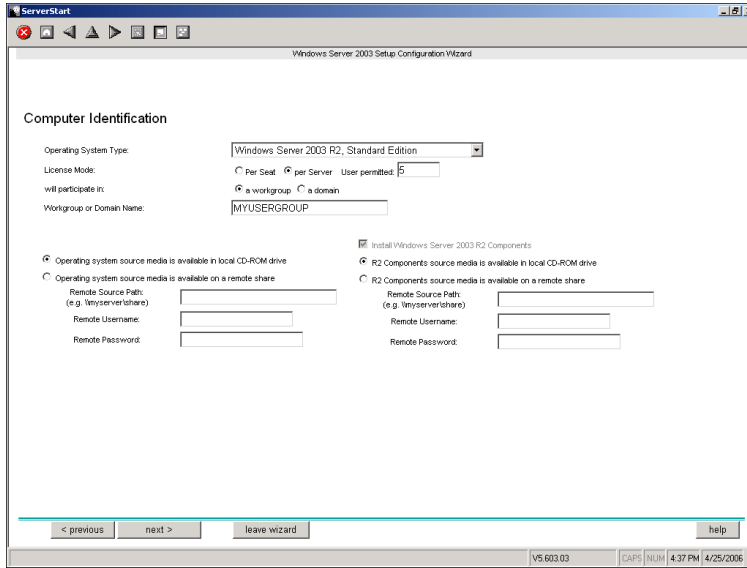 ServerStart
Windows Server 2003 Setup Configuration Wizard
Computer Identification
Operating System Type: Windows Server 2003 R2, Standard Edition
License Mode: Per Seat per Server User permitted: 5
will participate in: a workgroup a domain
Workgroup or Domain Name: MYUSERGROUP
Install Windows Server 2003 R2 Components
Operating system source media is available in local CD-ROM drive
Operating system source media is available on a remote share
Remote Source Path:
(e.g. \\myserver\share)
Remote Username:
Remote Password:
R2 Components source media is available in local CD-ROM drive
R2 Components source media is available on a remote share
Remote Source Path:
(e.g. \\myserver\share)
Remote Username:
Remote Password:
< previous next > leave wizard help
V5.603.03 CAPS NUM 4:37 PM 4/25/2006